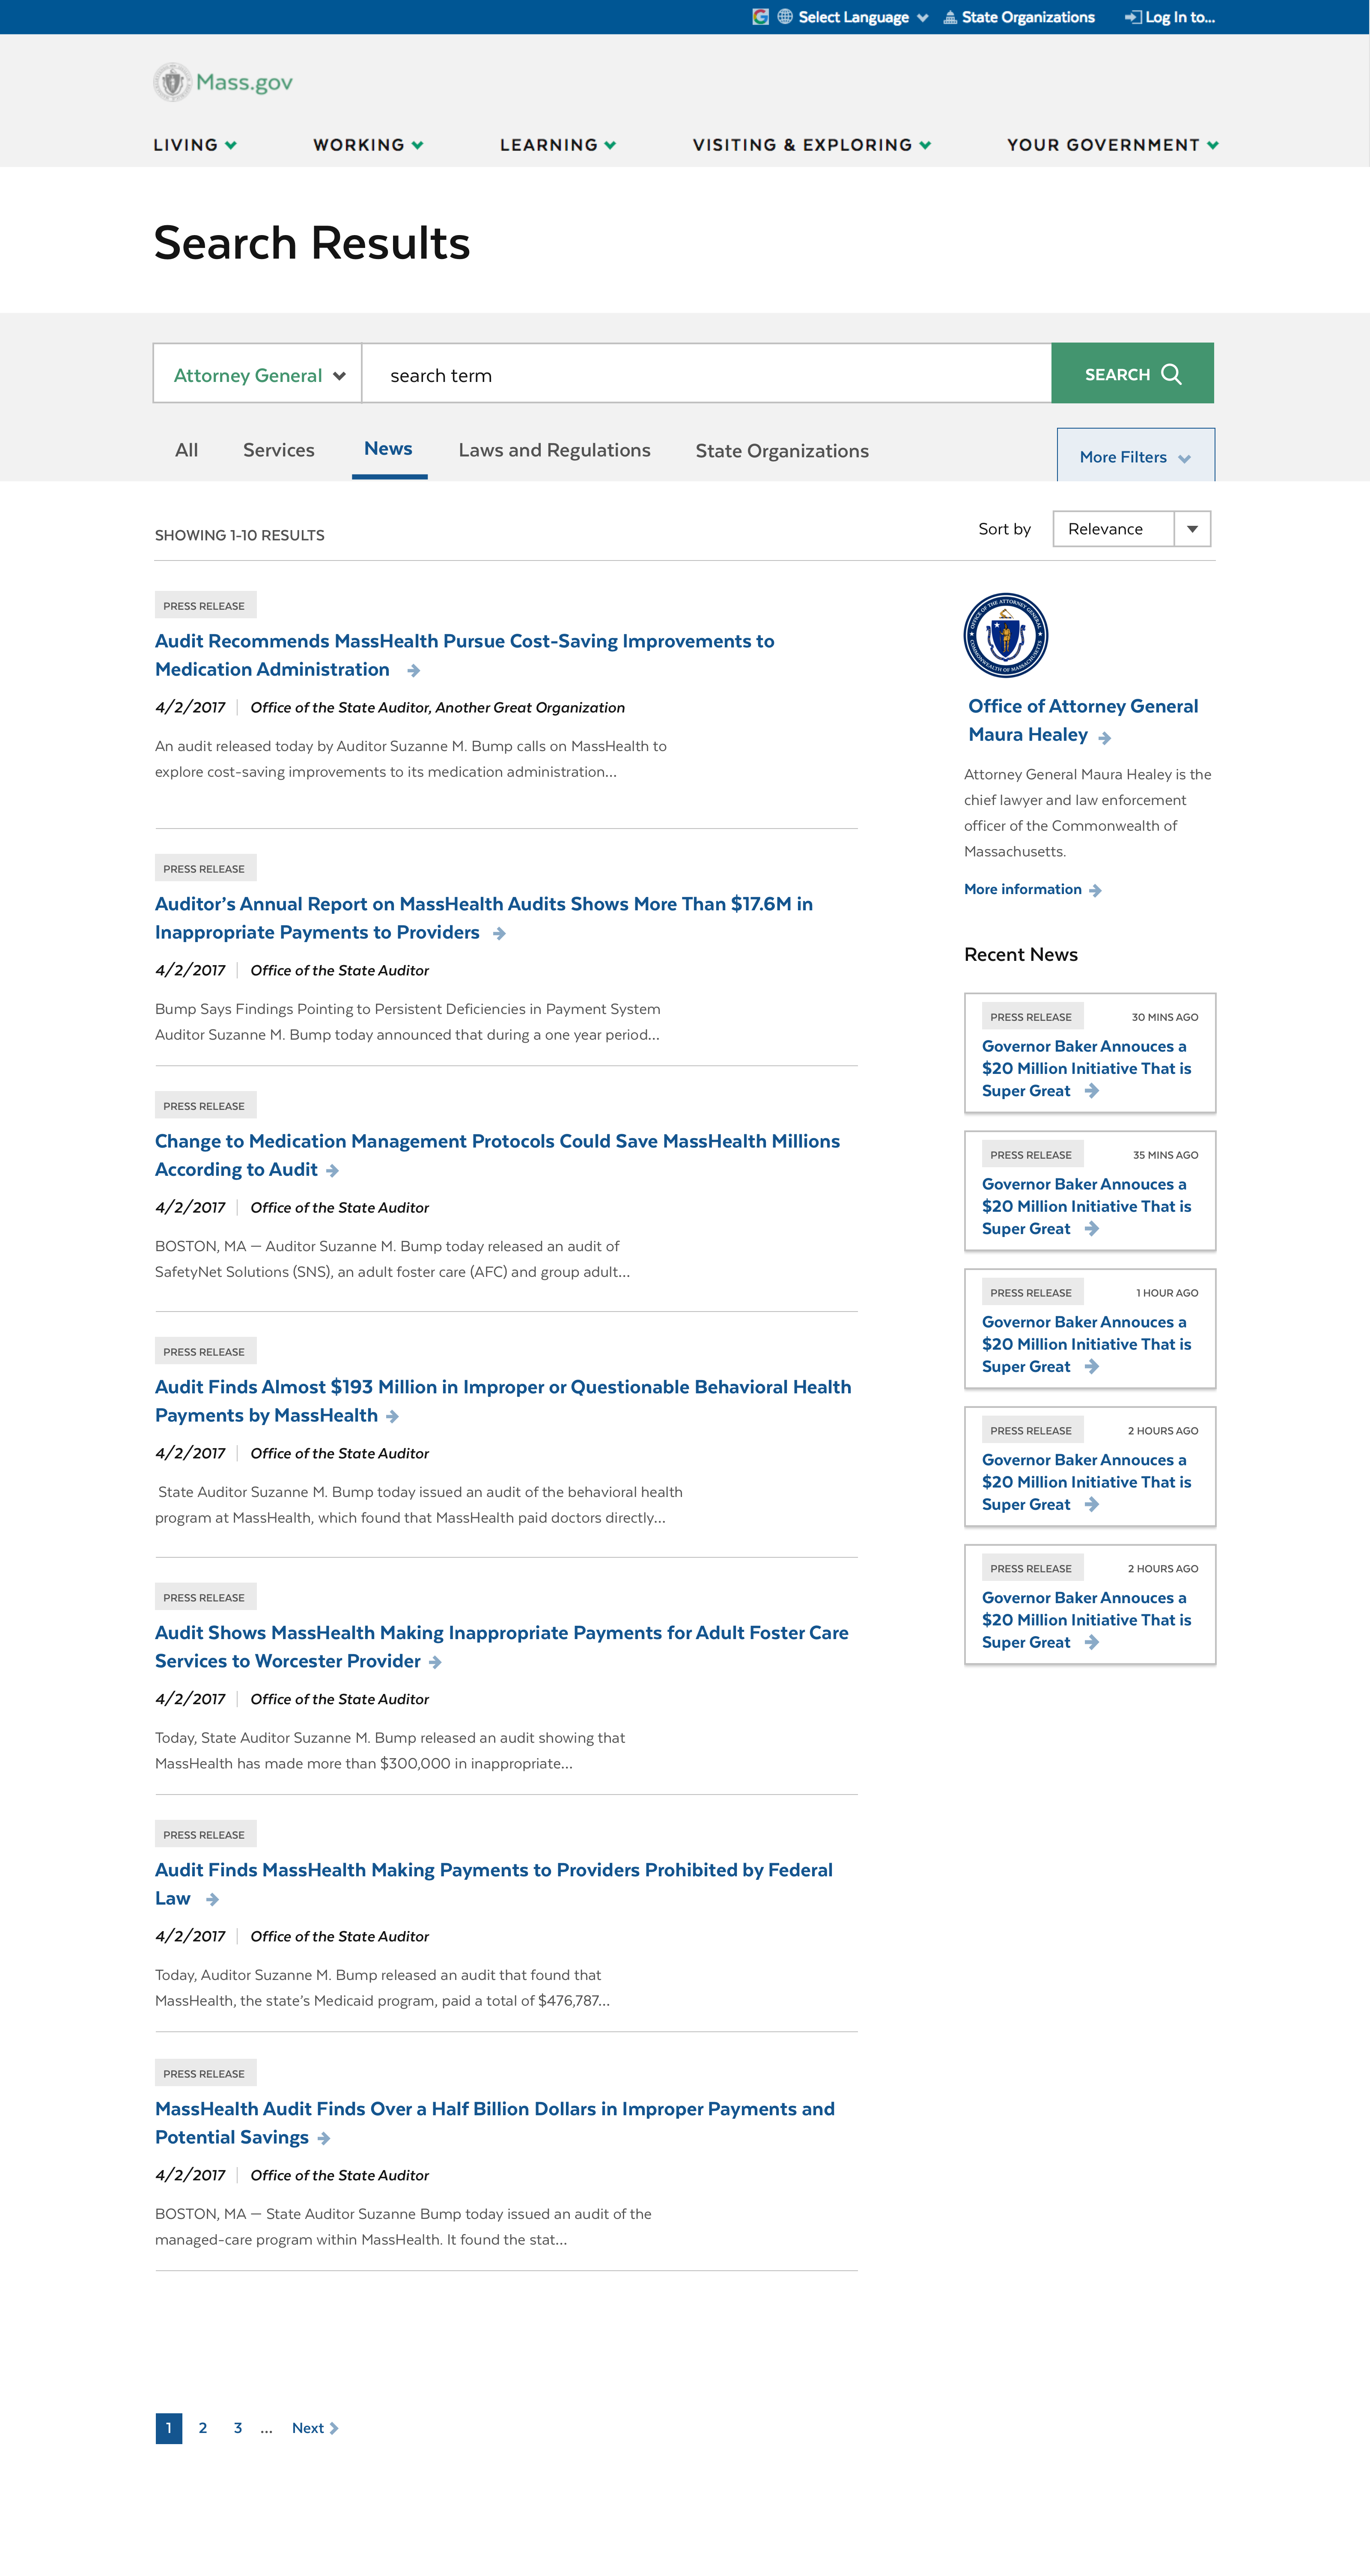 Select Language
State Organizations
Log In to...
Mass.gov
LIVING
WORKING
LEARNING
VISITING & EXPLORING
YOUR GOVERNMENT
Search Results
Attorney General
search term
SEARCH
All
Services
News
Laws and Regulations
State Organizations
More Filters
SHOWING 1-10 RESULTS
Sort by
Relevance
PRESS RELEASE
Audit Recommends MassHealth Pursue Cost-Saving Improvements to
Medication Administration
4/2/2017
Office of the State Auditor, Another Great Organization
An audit released today by Auditor Suzanne M. Bump calls on MassHealth to
explore cost-saving improvements to its medication administration...
PRESS RELEASE
Auditor’s Annual Report on MassHealth Audits Shows More Than $17.6M in
Inappropriate Payments to Providers
4/2/2017
Office of the State Auditor
Bump Says Findings Pointing to Persistent Deficiencies in Payment System
Auditor Suzanne M. Bump today announced that during a one year period...
PRESS RELEASE
Change to Medication Management Protocols Could Save MassHealth Millions
According to Audit
4/2/2017
Office of the State Auditor
BOSTON, MA — Auditor Suzanne M. Bump today released an audit of
SafetyNet Solutions (SNS), an adult foster care (AFC) and group adult...
PRESS RELEASE
Audit Finds Almost $193 Million in Improper or Questionable Behavioral Health
Payments by MassHealth
4/2/2017
Office of the State Auditor
State Auditor Suzanne M. Bump today issued an audit of the behavioral health
program at MassHealth, which found that MassHealth paid doctors directly...
PRESS RELEASE
Audit Shows MassHealth Making Inappropriate Payments for Adult Foster Care
Services to Worcester Provider
4/2/2017
Office of the State Auditor
Today, State Auditor Suzanne M. Bump released an audit showing that
MassHealth has made more than $300,000 in inappropriate...
PRESS RELEASE
Audit Finds MassHealth Making Payments to Providers Prohibited by Federal
Law
4/2/2017
Office of the State Auditor
Today, Auditor Suzanne M. Bump released an audit that found that
MassHealth, the state’s Medicaid program, paid a total of $476,787...
PRESS RELEASE
MassHealth Audit Finds Over a Half Billion Dollars in Improper Payments and
Potential Savings
4/2/2017
Office of the State Auditor
BOSTON, MA — State Auditor Suzanne Bump today issued an audit of the
managed-care program within MassHealth. It found the stat...
OFFICE OF THE ATTORNEY GENERAL
COMMONWEALTH OF MASSACHUSETTS
Office of Attorney General
Maura Healey
Attorney General Maura Healey is the
chief lawyer and law enforcement
officer of the Commonwealth of
Massachusetts.
More information
Recent News
PRESS RELEASE
30 MINS AGO
Governor Baker Annouces a
$20 Million Initiative That is
Super Great
PRESS RELEASE
35 MINS AGO
Governor Baker Annouces a
$20 Million Initiative That is
Super Great
PRESS RELEASE
1 HOUR AGO
Governor Baker Annouces a
$20 Million Initiative That is
Super Great
PRESS RELEASE
2 HOURS AGO
Governor Baker Annouces a
$20 Million Initiative That is
Super Great
PRESS RELEASE
2 HOURS AGO
Governor Baker Annouces a
$20 Million Initiative That is
Super Great
1 2 3 ... Next